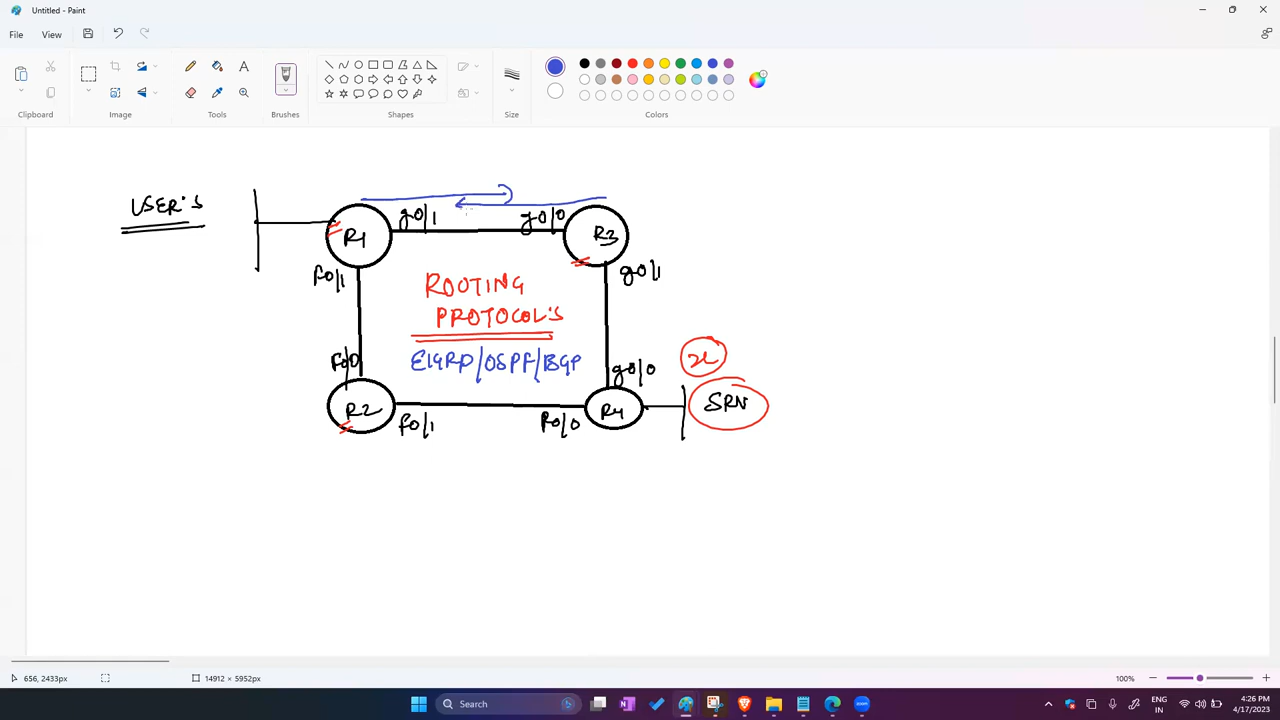 Untitled - Paint
File
View
Clipboard
Image
Tools
Brushes
Shapes
Size
Colors
USER'S
R1
g0/1
g0/0
R3
f0/1
g0/1
ROOTING
PROTOCOL'S
EIGRP/OSPF/BGP
f0/0
g0/0
x
R2
f0/1
f0/0
R4
SRV
656, 2433px
14912 × 5952px
100%
Search
ENG
IN
4:26 PM
4/17/2023